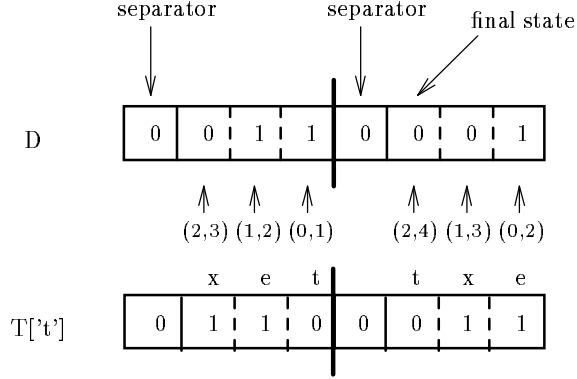 separator separator final state
D 0 0 1 1 0 0 0 1
(2,3) (1,2) (0,1) (2,4) (1,3) (0,2)
x e t t x e
T['t'] 0 1 1 0 0 0 1 1